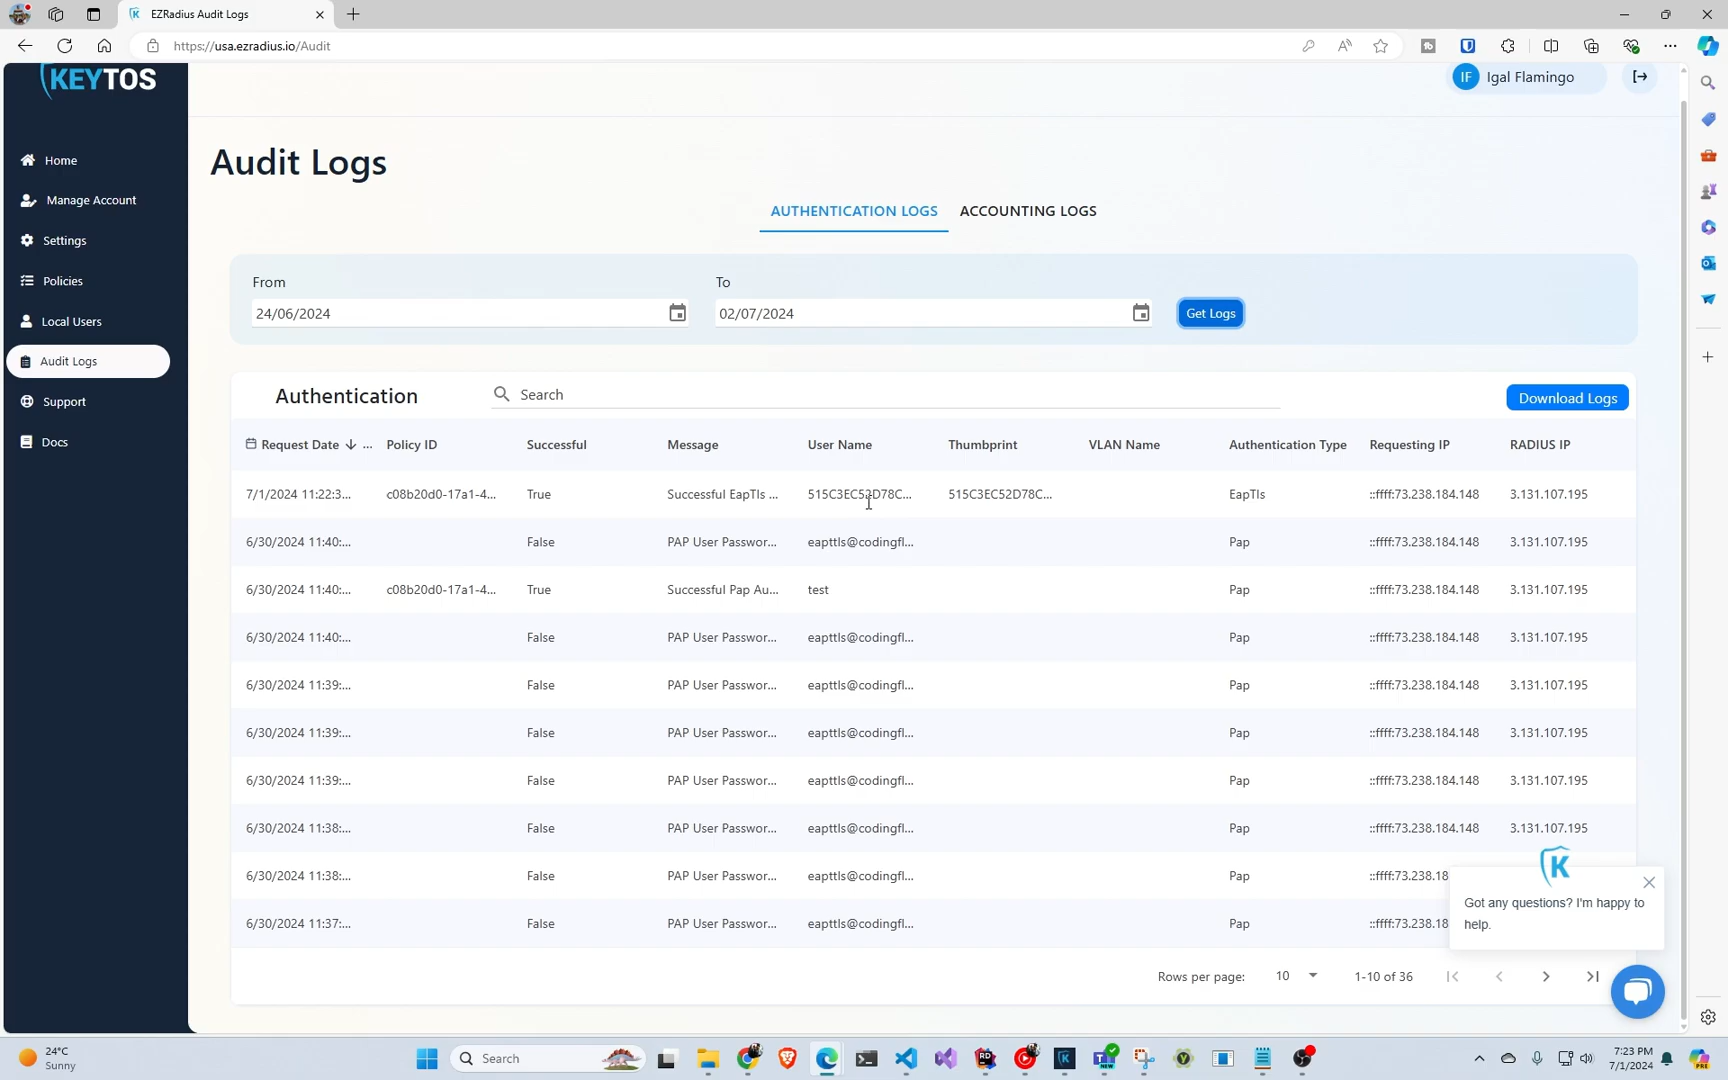 EZRadius Audit Logs
https://usa.ezradius.io/Audit
KEYTOS
IF Igal Flamingo
Home
Manage Account
Settings
Policies
Local Users
Audit Logs
Support
Docs
Audit Logs
AUTHENTICATION LOGS ACCOUNTING LOGS
From To
24/06/2024 02/07/2024 Get Logs
Authentication Search Download Logs
Request Date ... Policy ID Successful Message User Name Thumbprint VLAN Name Authentication Type Requesting IP RADIUS IP
7/1/2024 11:22:3... c08b20d0-17a1-4... True Successful EapTls ... 515C3EC52D78C... 515C3EC52D78C... EapTls ::ffff:73.238.184.148 3.131.107.195
6/30/2024 11:40:... False PAP User Passwor... eapttls@codingfl... Pap ::ffff:73.238.184.148 3.131.107.195
6/30/2024 11:40:... c08b20d0-17a1-4... True Successful Pap Au... test Pap ::ffff:73.238.184.148 3.131.107.195
6/30/2024 11:40:... False PAP User Passwor... eapttls@codingfl... Pap ::ffff:73.238.184.148 3.131.107.195
6/30/2024 11:39:... False PAP User Passwor... eapttls@codingfl... Pap ::ffff:73.238.184.148 3.131.107.195
6/30/2024 11:39:... False PAP User Passwor... eapttls@codingfl... Pap ::ffff:73.238.184.148 3.131.107.195
6/30/2024 11:39:... False PAP User Passwor... eapttls@codingfl... Pap ::ffff:73.238.184.148 3.131.107.195
6/30/2024 11:38:... False PAP User Passwor... eapttls@codingfl... Pap ::ffff:73.238.184.148 3.131.107.195
6/30/2024 11:38:... False PAP User Passwor... eapttls@codingfl... Pap ::ffff:73.238.18
6/30/2024 11:37:... False PAP User Passwor... eapttls@codingfl... Pap ::ffff:73.238.18
K
Got any questions? I'm happy to
help.
Rows per page: 10 1-10 of 36
24°C
Sunny
Search
7:23 PM
7/1/2024